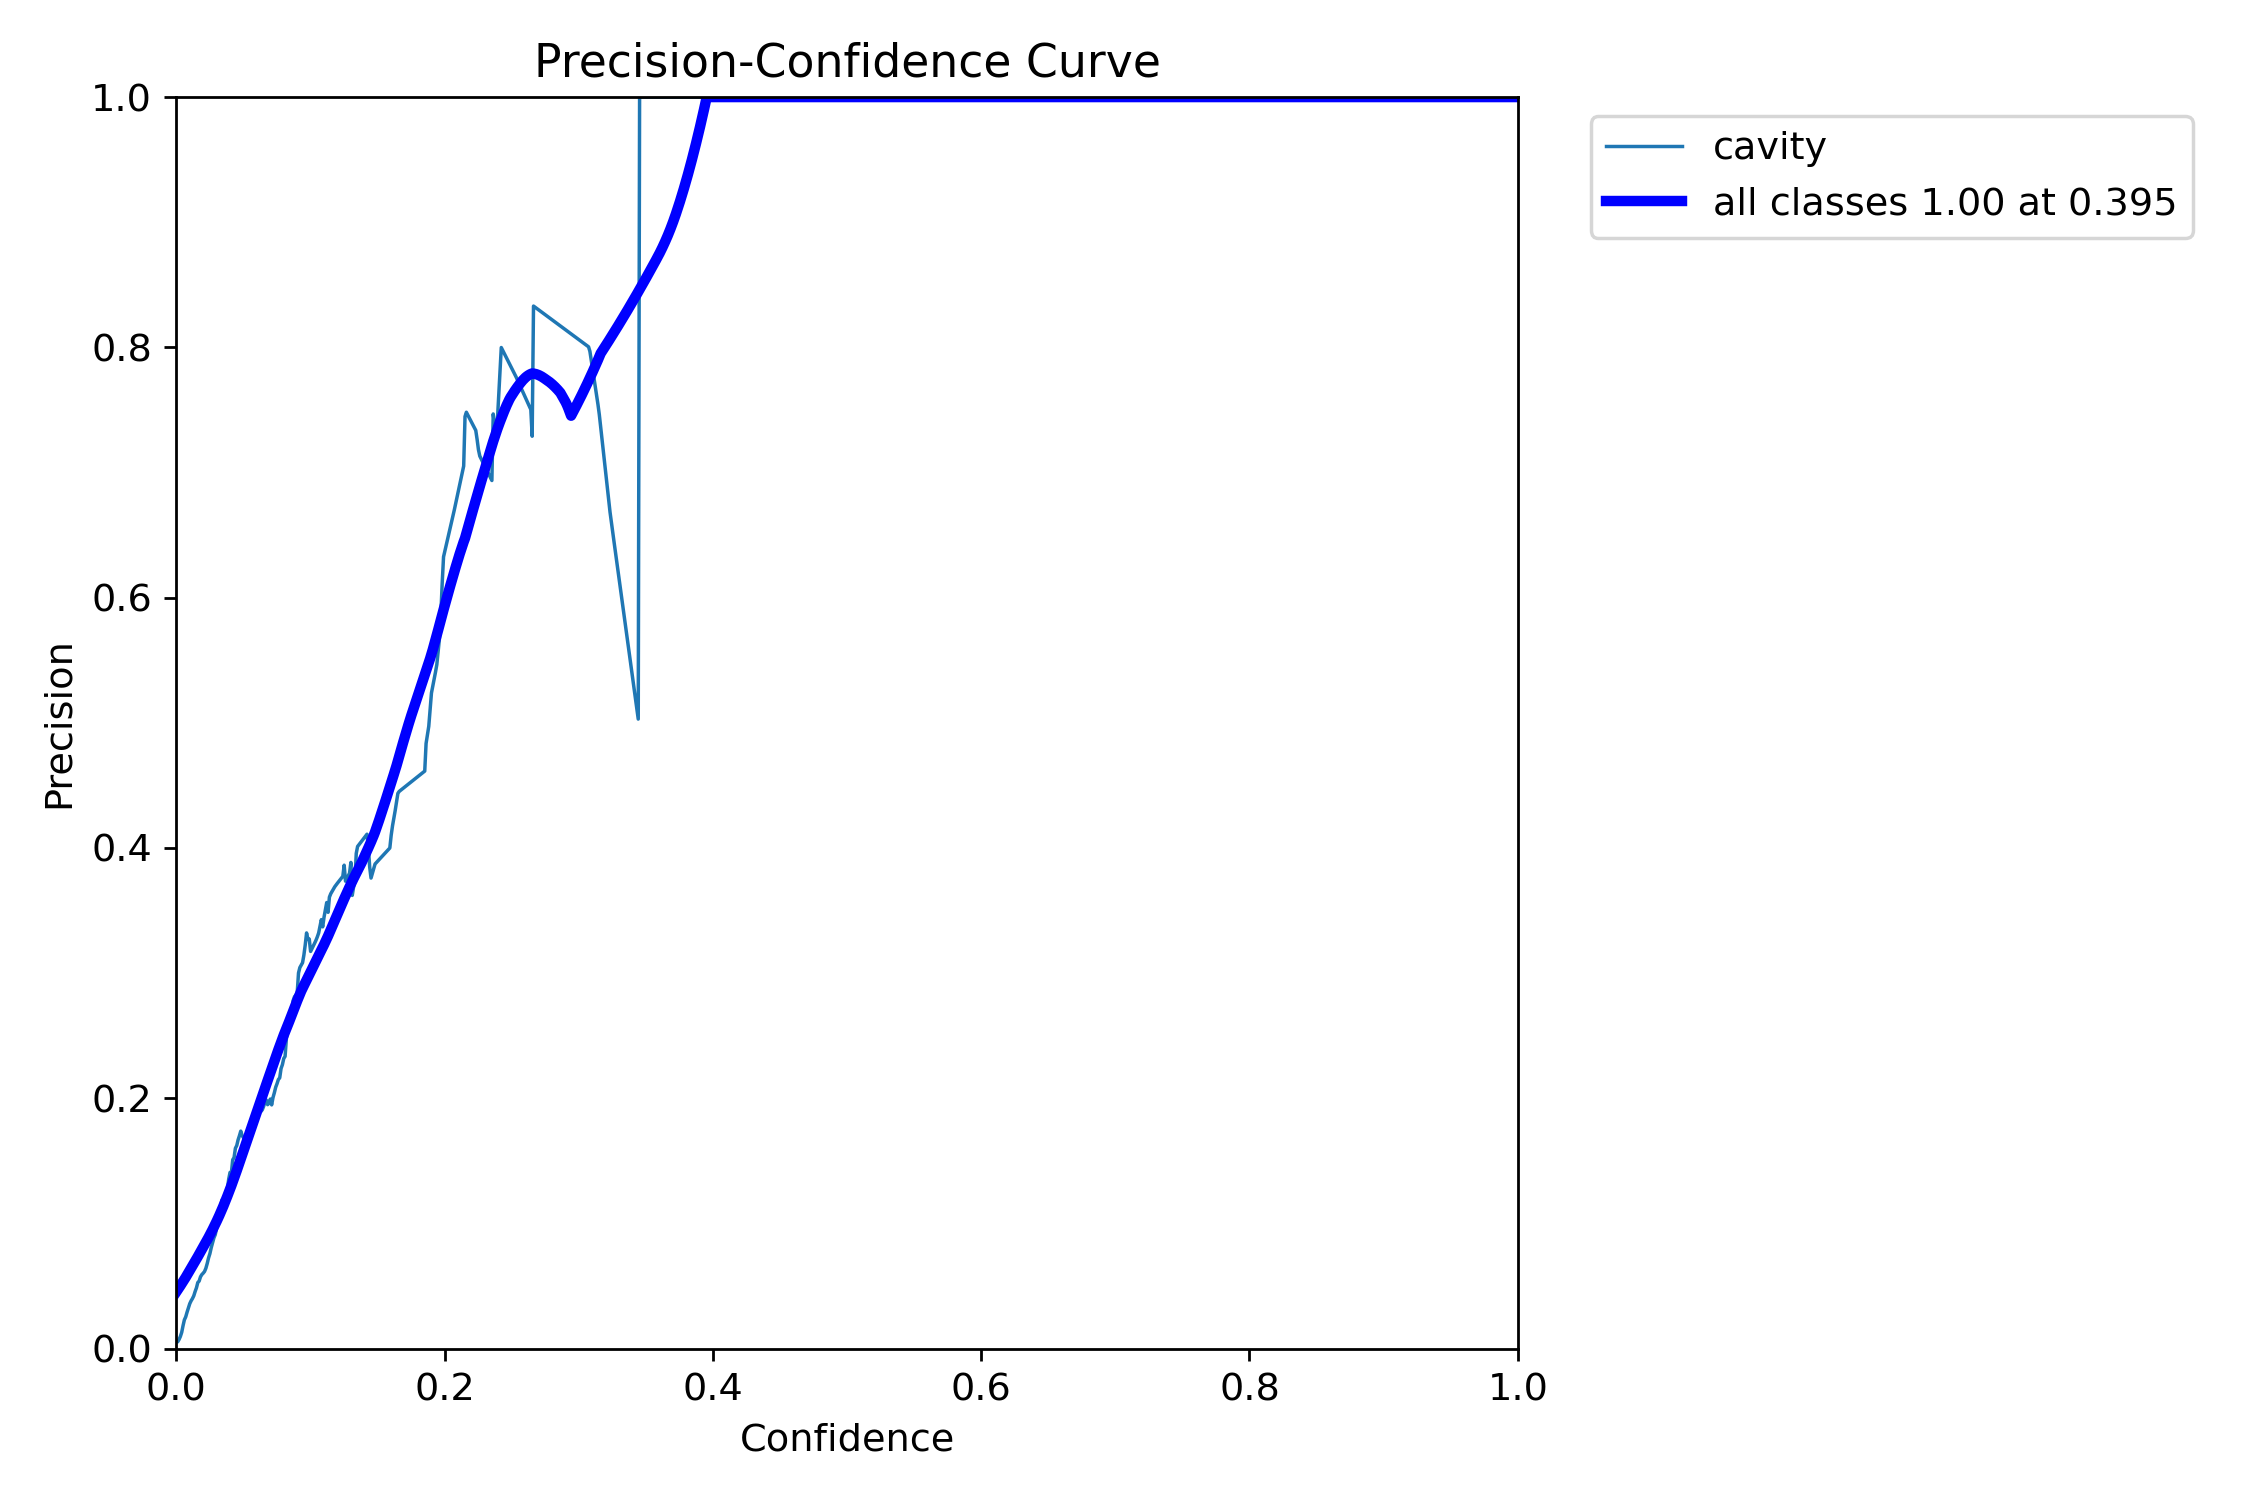 Precision-Confidence Curve
cavity
all classes 1.00 at 0.395
Precision
1.0
0.8
0.6
0.4
0.2
0.0
0.0 0.2 0.4 0.6 0.8 1.0
Confidence